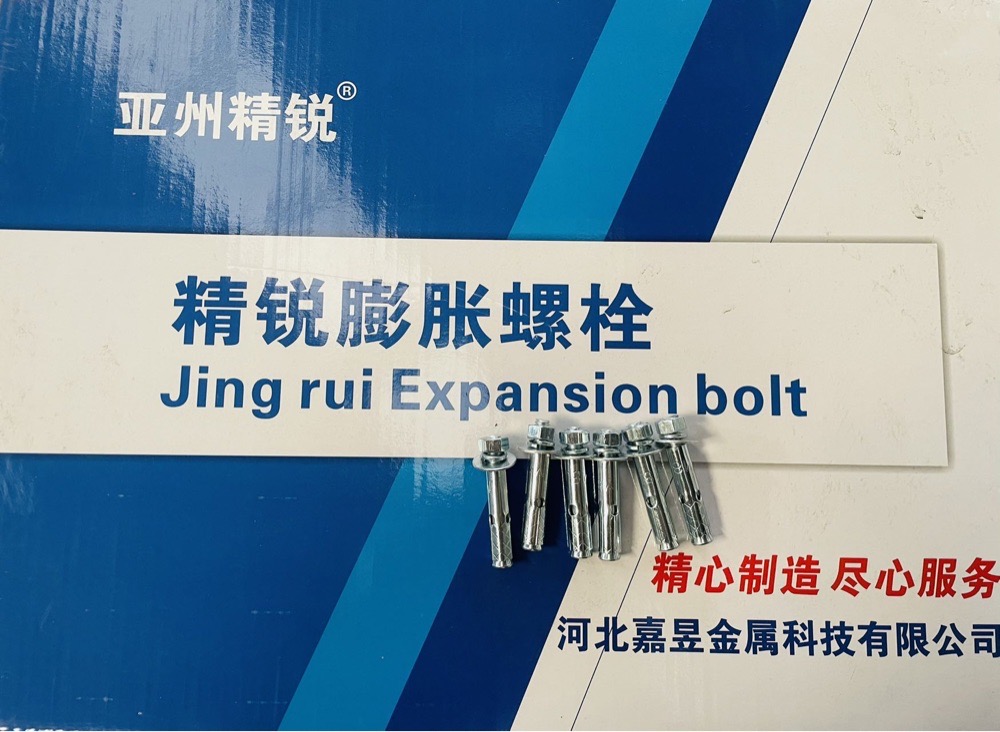 亚州精锐®
精锐膨胀螺栓
Jing rui Expansion bolt
精心制造 尽心服务
河北嘉昱金属科技有限公司